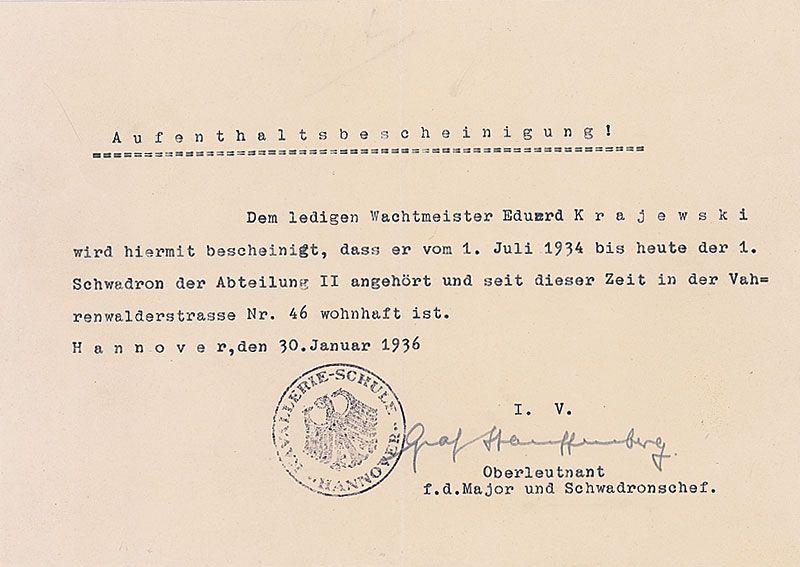 A u f e n t h a l t s b e s c h e i n i g u n g !
Dem ledigen Wachtmeister Eduard K r a j e w s k i
wird hiermit bescheinigt, dass er vom 1. Juli 1934 bis heute der 1.
Schwadron der Abteilung II angehört und seit dieser Zeit in der Vah=
renwalderstrasse Nr. 46 wohnhaft ist.
H a n n o v e r,den 30.Januar 1936
KAVALLERIE-SCHULE
"HANNOVER"
I. V.
Graf Stauffenberg
Oberleutnant
f.d.Major und Schwadronschef.